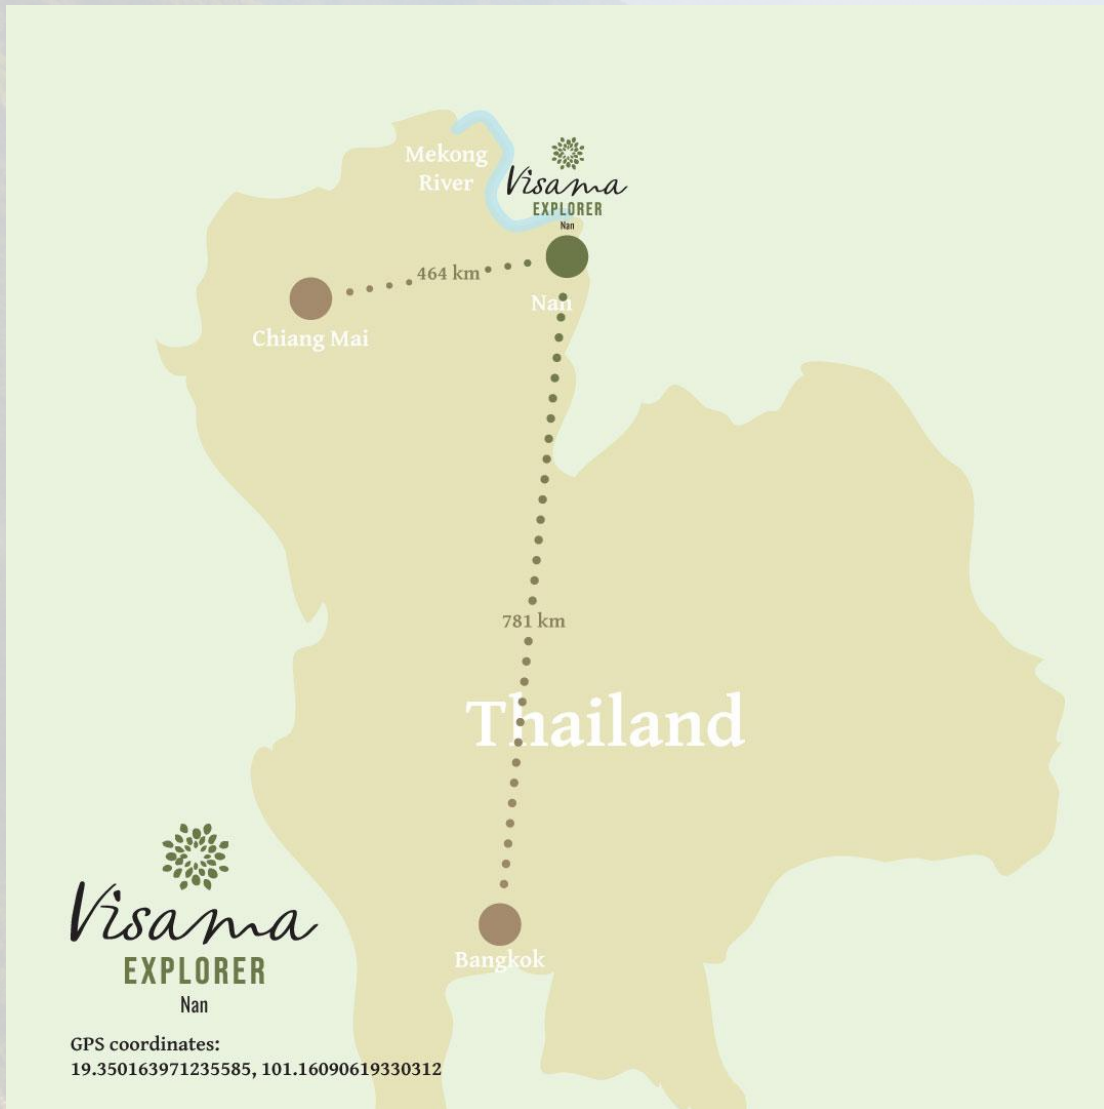 Mekong
River
Visama
EXPLORER
Nan
464 km
Nan
Chiang Mai
781 km
Thailand
Visama
EXPLORER
Nan
Bangkok
GPS coordinates:
19.350163971235585, 101.16090619330312